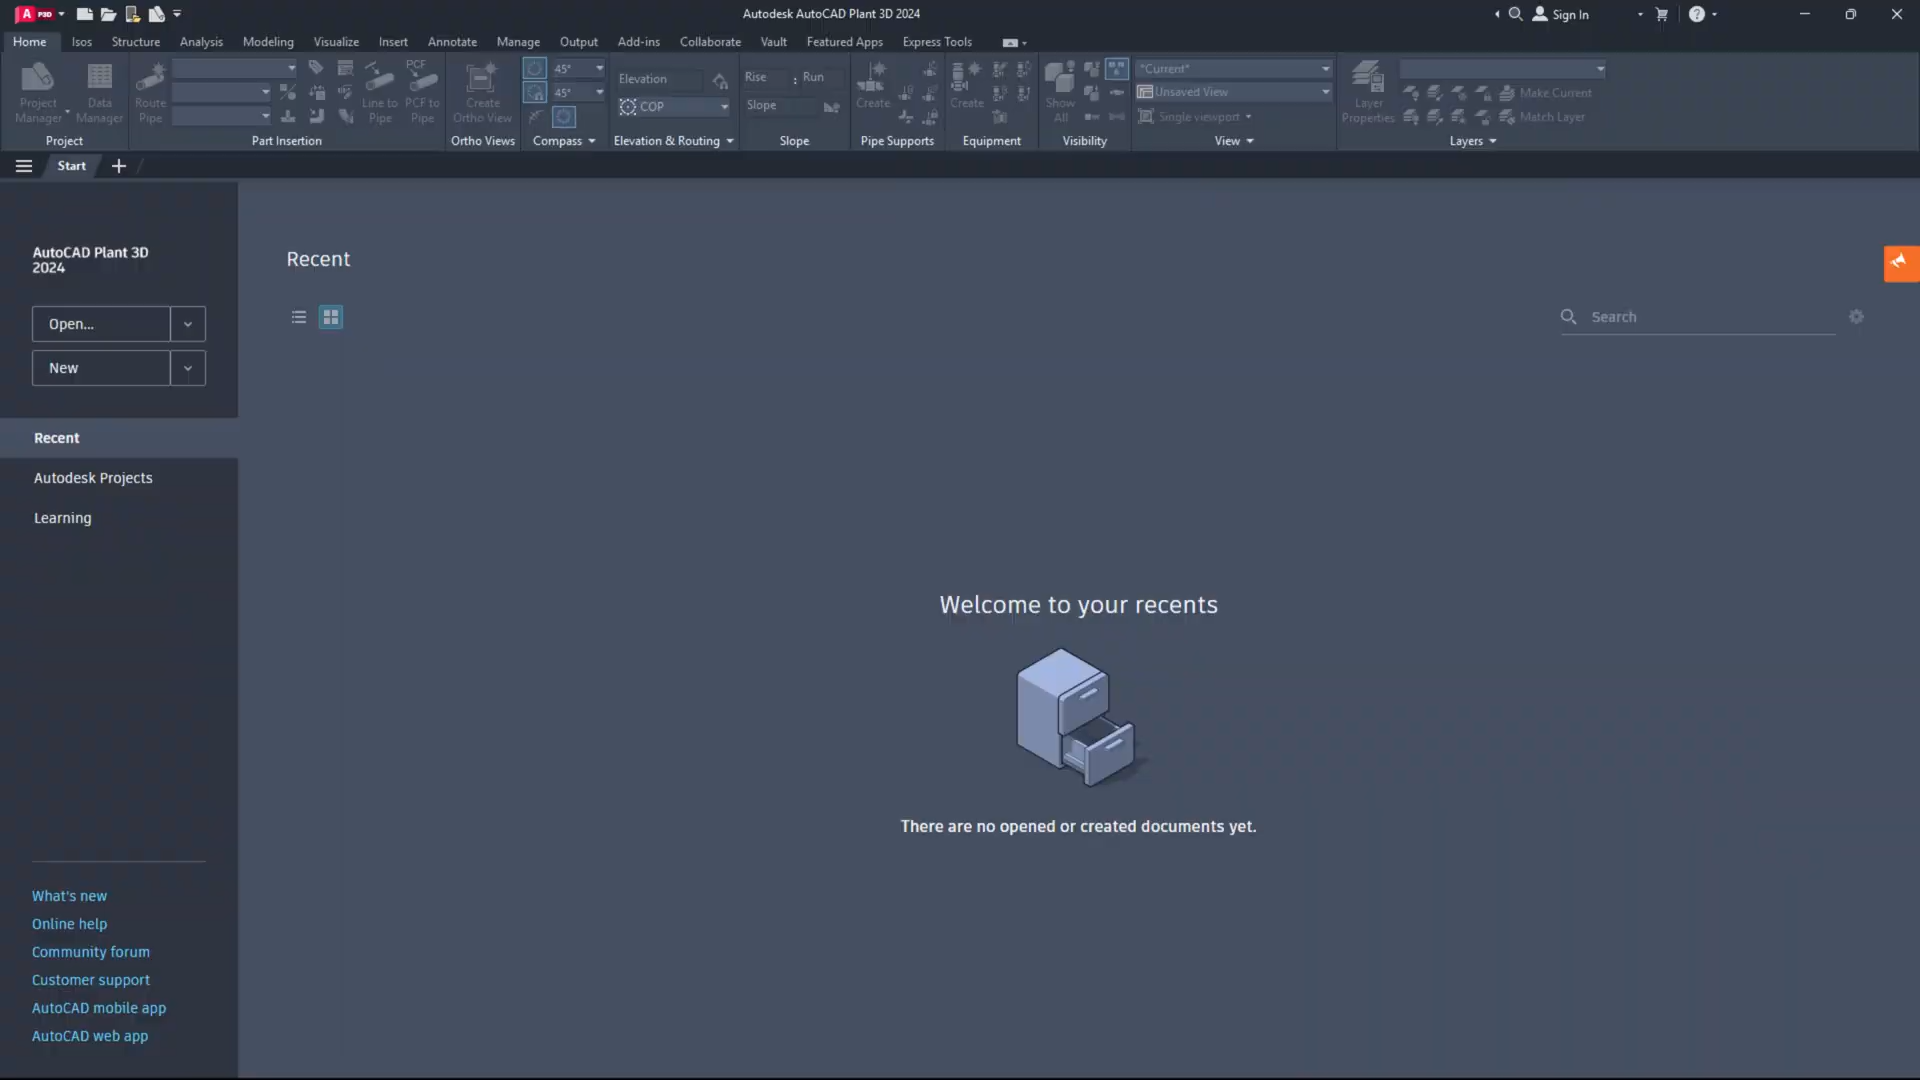 A P3D
Autodesk AutoCAD Plant 3D 2024
Sign In
Home Isos Structure Analysis Modeling Visualize Insert Annotate Manage Output Add-ins Collaborate Vault Featured Apps Express Tools
Project
Manager
Data
Manager
Project
Route
Pipe
Line to
Pipe
PCF
PCF to
Pipe
Part Insertion
Create
Ortho View
Ortho Views
45°
45°
Compass
Elevation
COP
Elevation & Routing
Rise : Run
Slope
Slope
Create
Pipe Supports
Create
Equipment
Show
All
Visibility
*Current*
Unsaved View
Single viewport
View
Layer
Properties
Make Current
Match Layer
Layers
Start
AutoCAD Plant 3D
2024
Open...
New
Recent
Autodesk Projects
Learning
What's new
Online help
Community forum
Customer support
AutoCAD mobile app
AutoCAD web app
Recent
Search
Welcome to your recents
There are no opened or created documents yet.